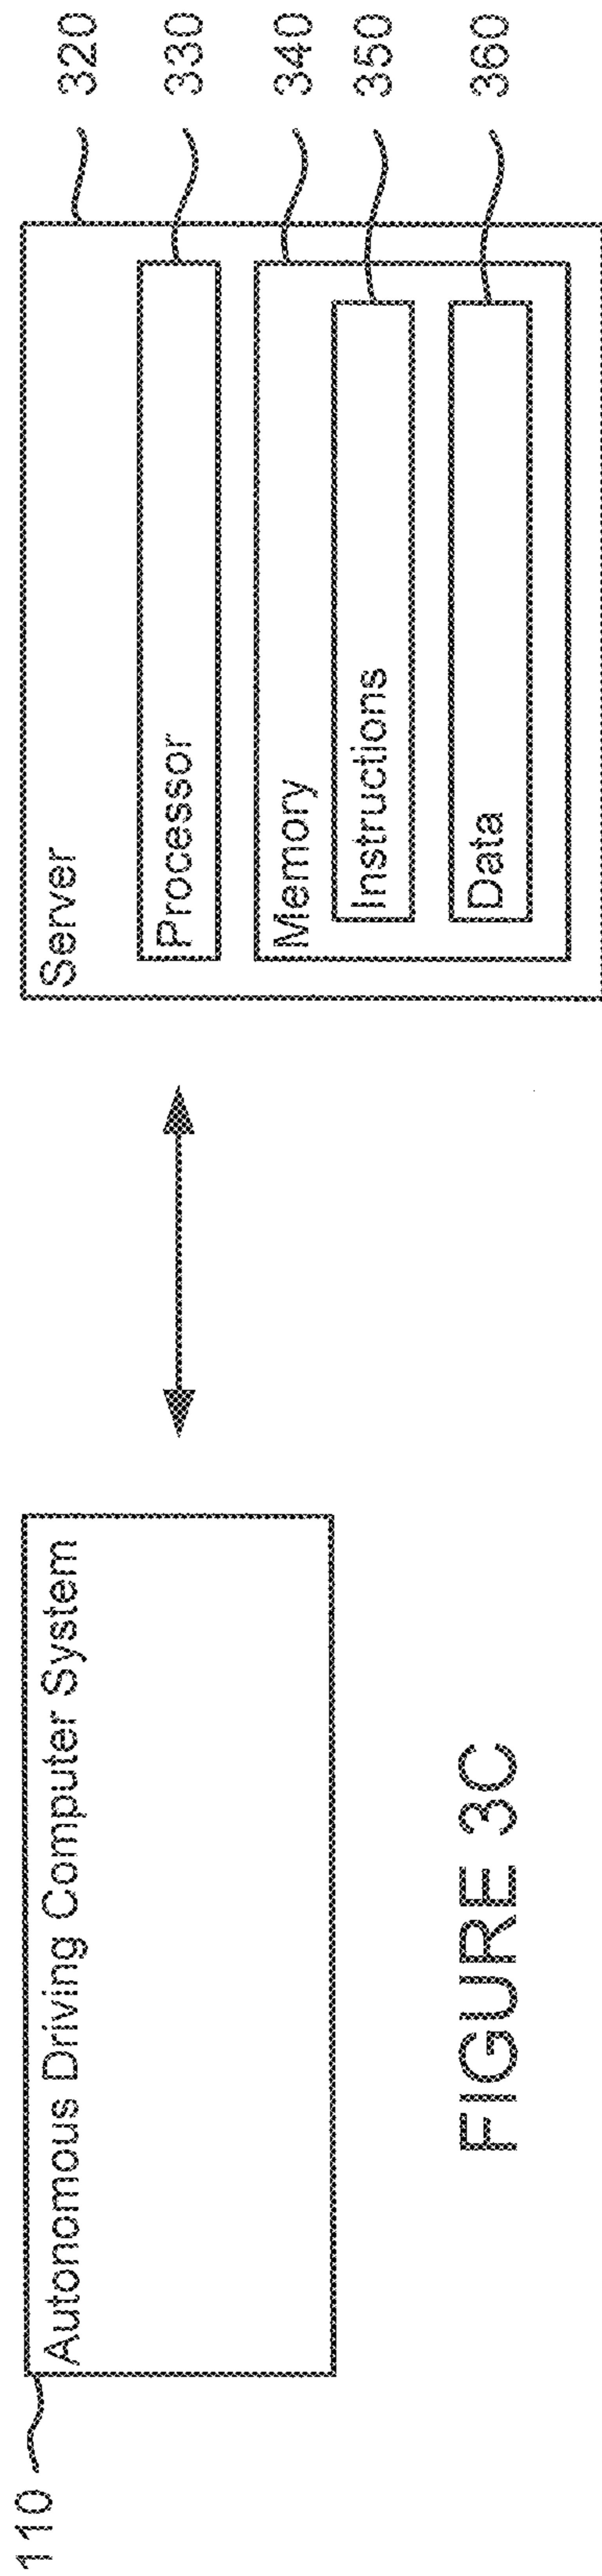 110
Autonomous Driving Computer System
Server
320
Processor
330
Memory
340
Instructions
350
Data
360
FIGURE 3C